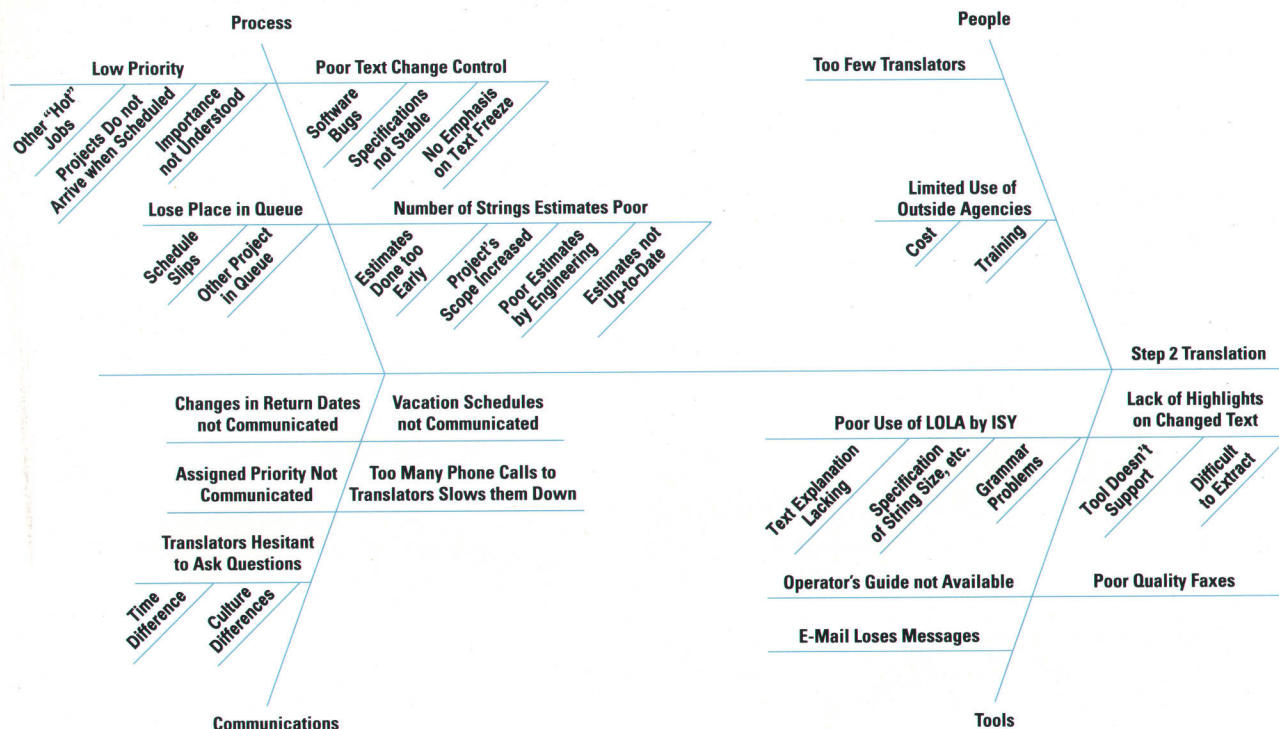 Process
People
Low Priority
Poor Text Change Control
Too Few Translators
Other “Hot”
Jobs
Projects Do not
Arrive when Scheduled
Importance
not Understood
Software
Bugs
Specifications
not Stable
No Emphasis
on Text Freeze
Lose Place in Queue
Number of Strings Estimates Poor
Limited Use of
Outside Agencies
Schedule
Slips
Other Project
in Queue
Estimates
Done too
Early
Project's
Scope Increased
Poor Estimates
by Engineering
Estimates not
Up-to-Date
Cost
Training
Step 2 Translation
Changes in Return Dates
not Communicated
Vacation Schedules
not Communicated
Poor Use of LOLA by ISY
Lack of Highlights
on Changed Text
Assigned Priority Not
Communicated
Too Many Phone Calls to
Translators Slows them Down
Text Explanation
Lacking
Specification
of String Size, etc.
Grammar
Problems
Tool Doesn't
Support
Difficult
to Extract
Translators Hesitant
to Ask Questions
Time
Difference
Culture
Differences
Operator's Guide not Available
Poor Quality Faxes
E-Mail Loses Messages
Communications
Tools